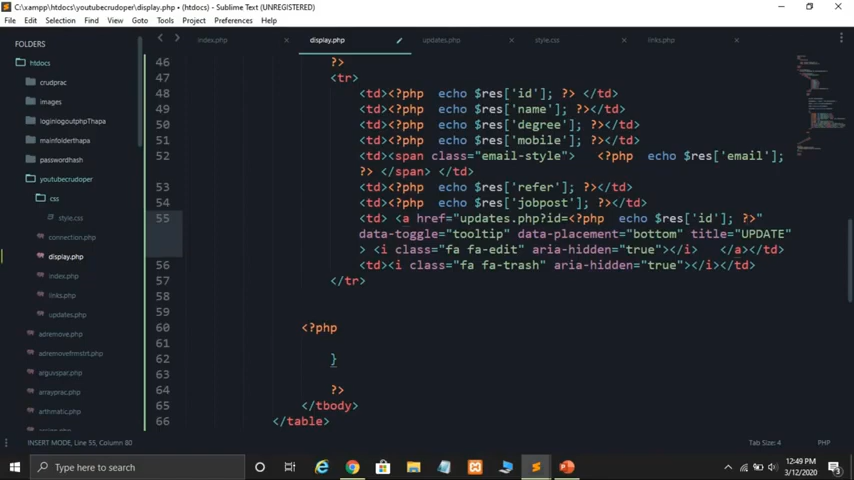 C:\xampp\htdocs\youtubecrudoper\display.php • (htdocs) - Sublime Text (UNREGISTERED)
File Edit Selection Find View Goto Tools Project Preferences Help
FOLDERS
htdocs
crudprac
images
loginlogoutphpThapa
mainfolderthapa
passwordhash
youtubecrudoper
css
style.css
connection.php
display.php
index.php
links.php
updates.php
adremove.php
adremovefrmstrt.php
arguvspar.php
arrayprac.php
arthmatic.php
index.php × display.php updates.php × style.css × links.php ×
46 ?>
47 <tr>
48 <td><?php echo $res['id']; ?> </td>
49 <td><?php echo $res['name']; ?></td>
50 <td><?php echo $res['degree']; ?></td>
51 <td><?php echo $res['mobile']; ?></td>
52 <td><span class="email-style"> <?php echo $res['email'];
?> </span> </td>
53 <td><?php echo $res['refer']; ?></td>
54 <td><?php echo $res['jobpost']; ?></td>
55 <td> <a href="updates.php?id=<?php echo $res['id']; ?>"
data-toggle="tooltip" data-placement="bottom" title="UPDATE"
> <i class="fa fa-edit" aria-hidden="true"></i> </a></td>
56 <td><i class="fa fa-trash" aria-hidden="true"></i></td>
57 </tr>
58
59
60 <?php
61
62 }
63
64 ?>
65 </tbody>
66 </table>
INSERT MODE, Line 55, Column 80
Tab Size: 4 PHP
Type here to search
12:49 PM
3/12/2020